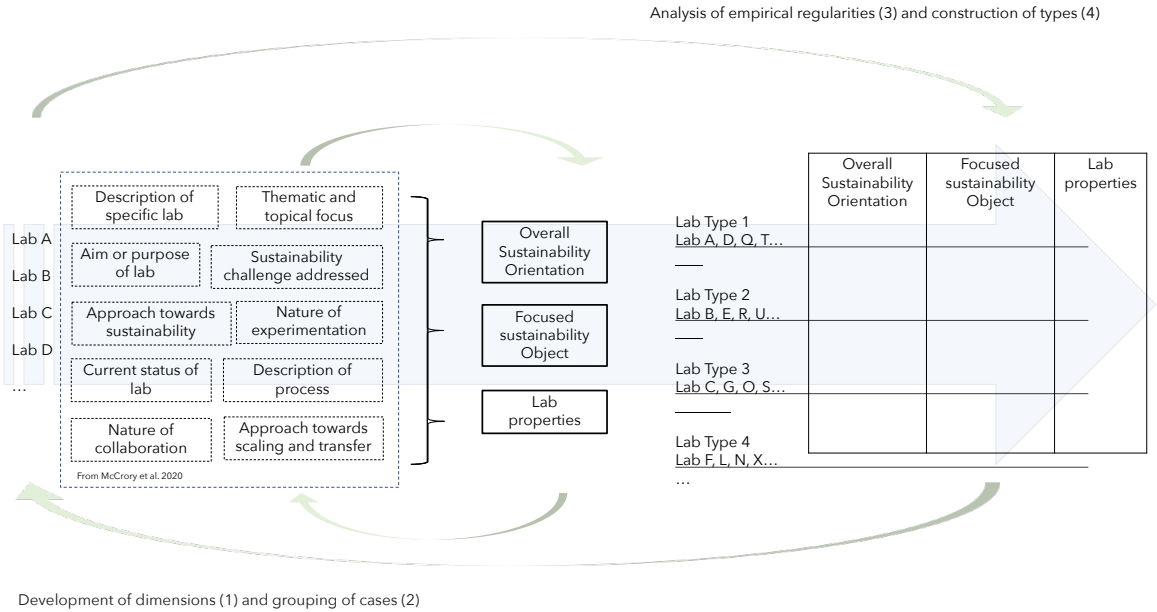 Analysis of empirical regularities (3) and construction of types (4)
Lab A
Lab B
Lab C
Lab D
...
Description of
specific lab
Thematic and
topical focus
Aim or purpose
of lab
Sustainability
challenge addressed
Approach towards
sustainability
Nature of
experimentation
Current status of
lab
Description of
process
Nature of
collaboration
Approach towards
scaling and transfer
From McCrory et al. 2020
Overall
Sustainability
Orientation
Focused
sustainability
Object
Lab
properties
Lab Type 1
Lab A, D, Q, T...
Lab Type 2
Lab B, E, R, U...
Lab Type 3
Lab C, G, O, S...
Lab Type 4
Lab F, L, N, X...
...
Overall
Sustainability
Orientation
Focused
sustainability
Object
Lab
properties
Development of dimensions (1) and grouping of cases (2)